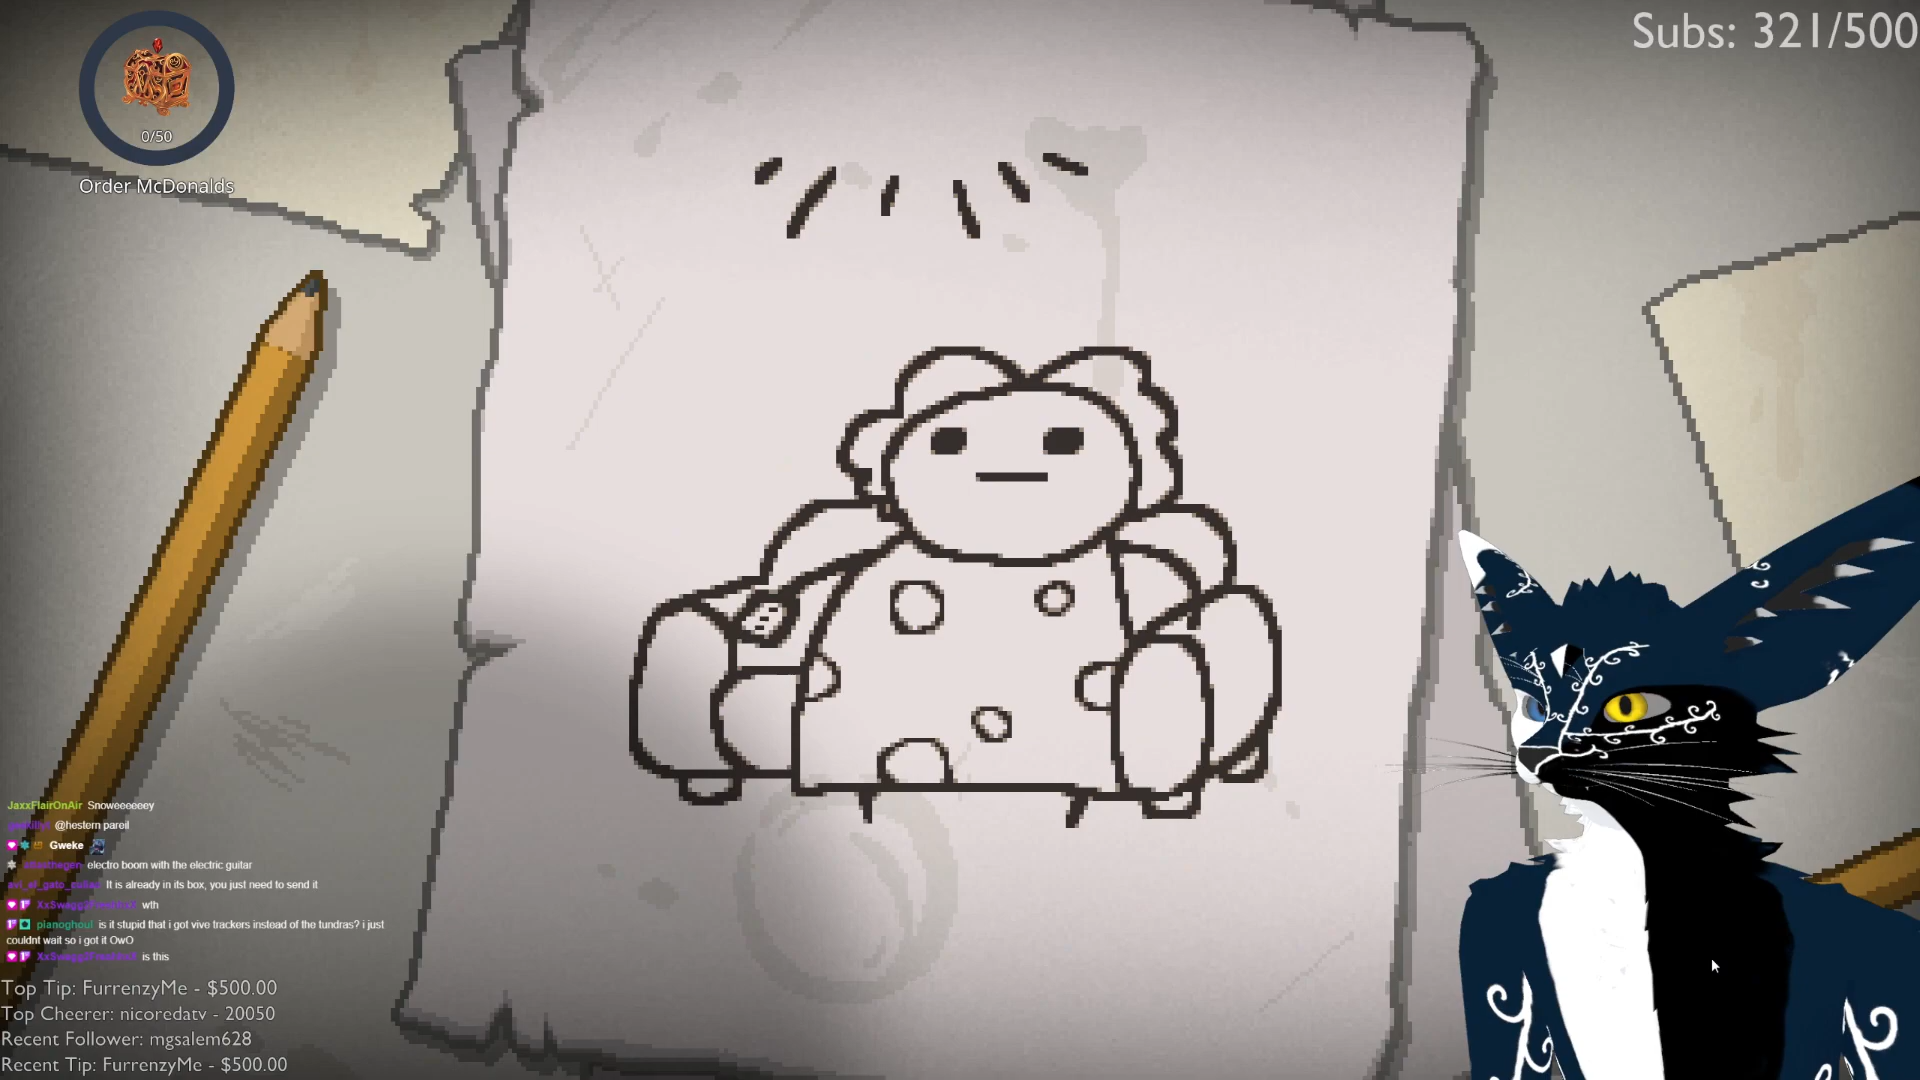 Subs: 321/500
0/50
Order McDonalds
JaxxFlairOnAir Snoweeeeeey
@hestern pareil
Gweke
electro boom with the electric guitar
It is already in its box, you just need to send it
wth
pianoghoul is it stupid that i got vive trackers instead of the tundras? i just
couldnt wait so i got it OwO
is this
Top Tip: FurrenzyMe - $500.00
Top Cheerer: nicoredatv - 20050
Recent Follower: mgsalem628
Recent Tip: FurrenzyMe - $500.00